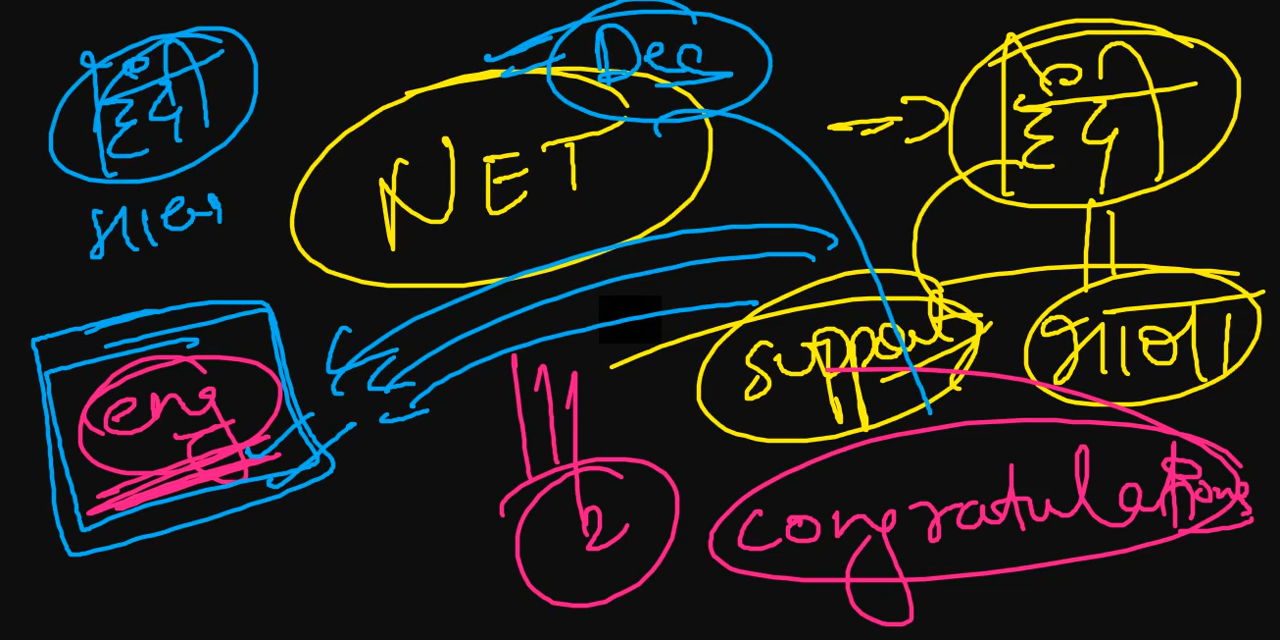 Dec
हिंदी
हिंदी
NET
माला
support
माला
eng
2
congratulations